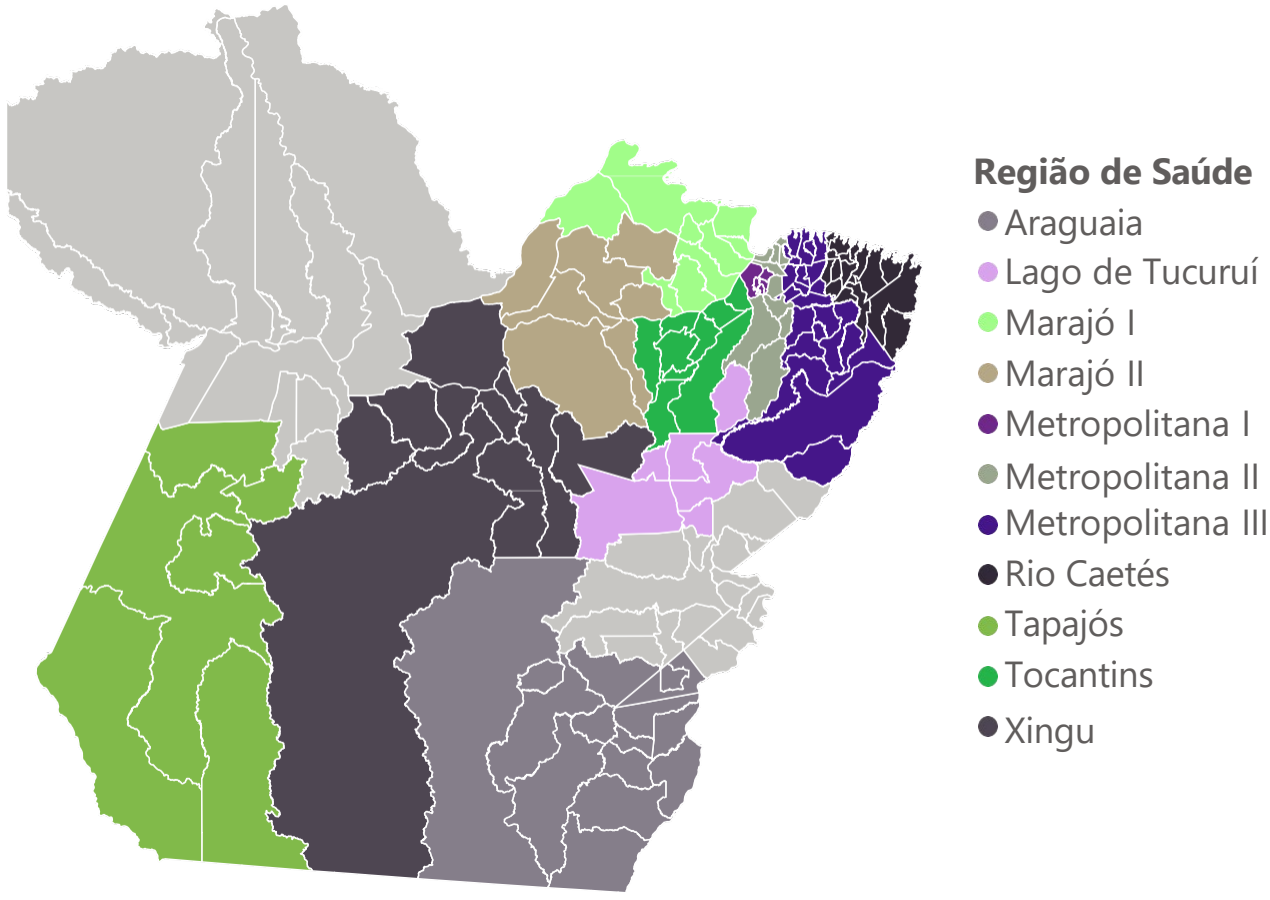 Região de Saúde
Araguaia
Lago de Tucuruí
Marajó I
Marajó II
Metropolitana I
Metropolitana II
Metropolitana III
Rio Caetés
Tapajós
Tocantins
Xingu